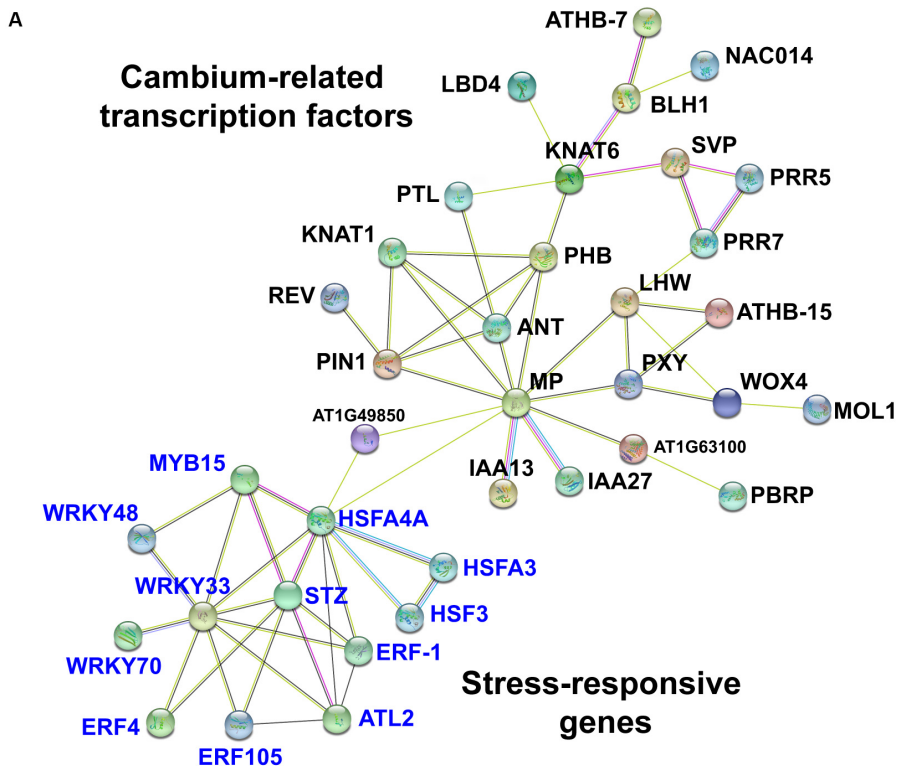 A
ATHB-7
NAC014
Cambium-related
transcription factors
LBD4
BLH1
KNAT6
SVP
PRR5
PTL
KNAT1
PHB
PRR7
REV
LHW
ATHB-15
ANT
PIN1
MP
PXY
WOX4
MOL1
AT1G49850
AT1G63100
MYB15
IAA13
IAA27
PBRP
WRKY48
HSFA4A
HSFA3
WRKY33
STZ
HSF3
WRKY70
ERF-1
Stress-responsive
genes
ERF4
ATL2
ERF105